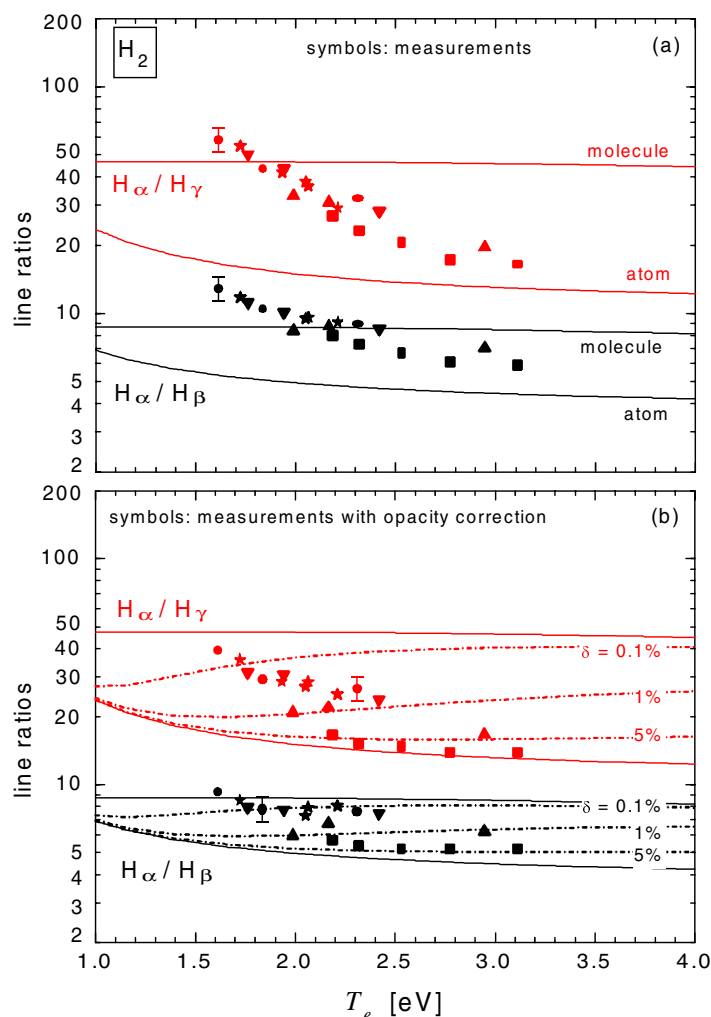 200
H2
symbols: measurements
(a)
100
50
molecule
40
Hα/Hγ
30
20
atom
10
molecule
5
Hα/Hβ
atom
4
3
2
line ratios
200
symbols: measurements with opacity correction
(b)
100
Hα/Hγ
50
40
δ = 0.1%
30
1%
20
5%
10
δ = 0.1%
1%
5
5%
4
Hα/Hβ
3
2
line ratios
1.0 1.5 2.0 2.5 3.0 3.5 4.0
Te [eV]